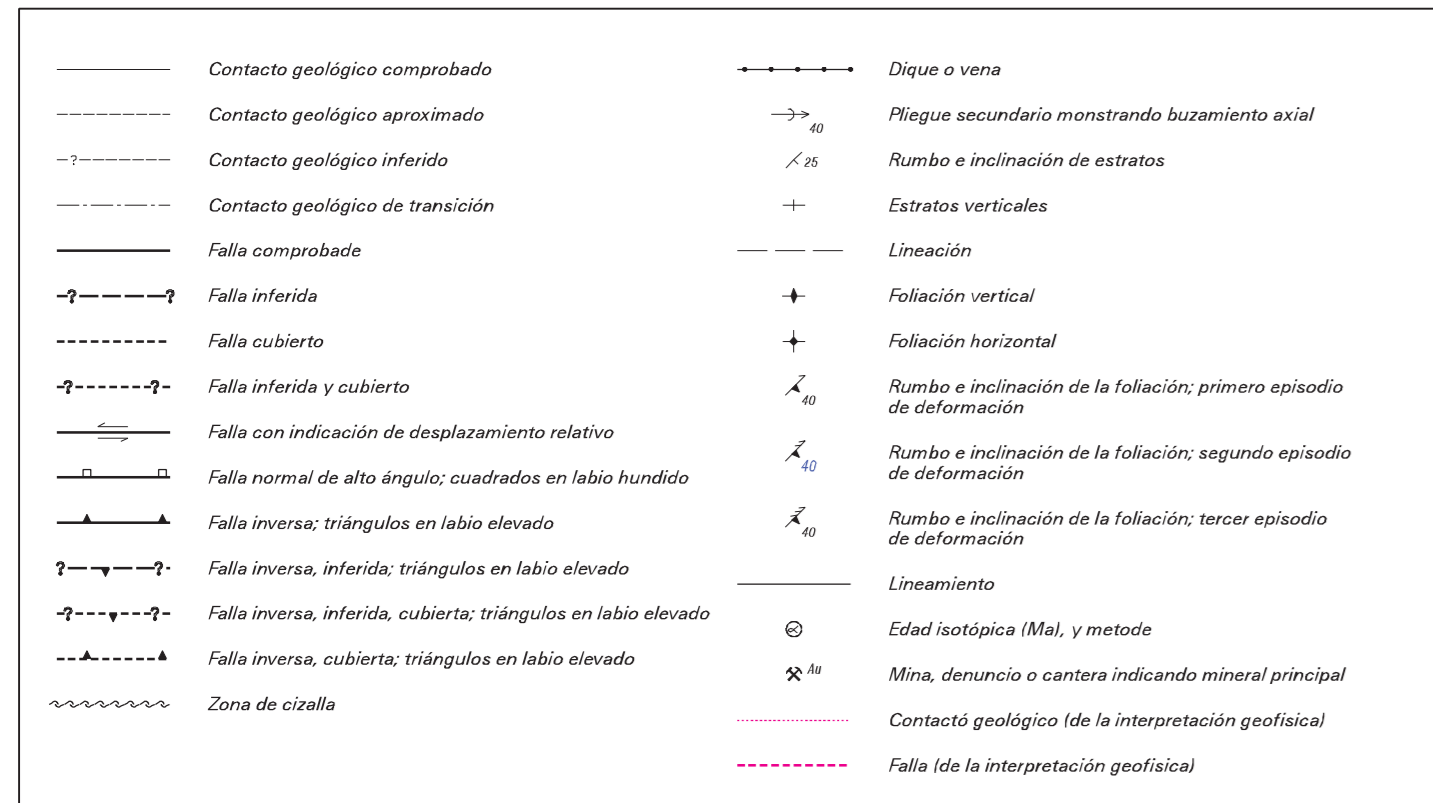 Contacto geológico comprobado
Contacto geológico aproximado
? Contacto geológico inferido
Contacto geológico de transición
Falla comprobade
? ? Falla inferida
Falla cubierto
? ? Falla inferida y cubierto
Falla con indicación de desplazamiento relativo
Falla normal de alto ángulo; cuadrados en labio hundido
Falla inversa; triángulos en labio elevado
? ? Falla inversa, inferida; triángulos en labio elevado
? ? Falla inversa, inferida, cubierta; triángulos en labio elevado
Falla inversa, cubierta; triángulos en labio elevado
Zona de cizalla
Dique o vena
40 Pliegue secundario monstrando buzamiento axial
25 Rumbo e inclinación de estratos
Estratos verticales
Lineación
Foliación vertical
Foliación horizontal
40 Rumbo e inclinación de la foliación; primero episodio
de deformación
40 Rumbo e inclinación de la foliación; segundo episodio
de deformación
40 Rumbo e inclinación de la foliación; tercer episodio
de deformación
Lineamiento
Edad isotópica (Ma), y metode
Au Mina, denuncio o cantera indicando mineral principal
Contactó geológico (de la interpretación geofisica)
Falla (de la interpretación geofisica)